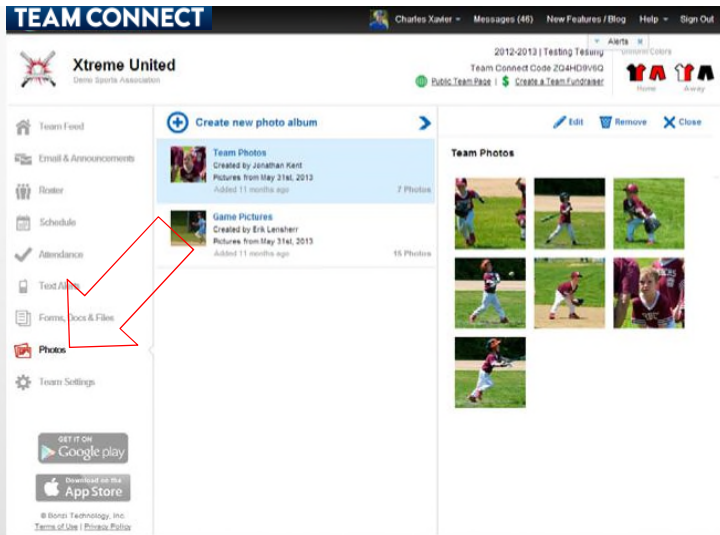 TEAM CONNECT
Charles Xavier Messages (46) New Features / Blog Help Sign Out
Alerts
Xtreme United
Demo Sports Association
2012-2013 | Testing Testing
Uniform Colors
Team Connect Code ZQ4HD9V6Q
Public Team Page | $ Create a Team Fundraiser
Home Away
Team Feed
Email & Announcements
Roster
Schedule
Attendance
Text Alerts
Forms, Docs & Files
Photos
Team Settings
GET IT ON
Google play
Download on the
App Store
© Bonzi Technology, Inc.
Terms of Use | Privacy Policy
Create new photo album
Team Photos
Created by Jonathan Kent
Pictures from May 31st, 2013
Added 11 months ago 7 Photos
Game Pictures
Created by Erik Lensherr
Pictures from May 31st, 2013
Added 11 months ago 15 Photos
Edit Remove Close
Team Photos